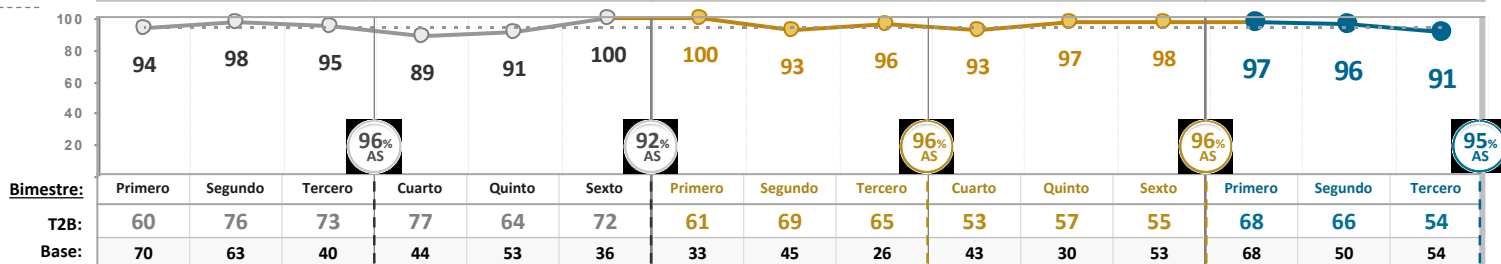 100
80
60
40
20
94 98 95 89 91 100 100 93 96 93 97 98 97 96 91
96% AS 92% AS 96% AS 96% AS 95% AS
Bimestre: Primero Segundo Tercero Cuarto Quinto Sexto Primero Segundo Tercero Cuarto Quinto Sexto Primero Segundo Tercero
T2B: 60 76 73 77 64 72 61 69 65 53 57 55 68 66 54
Base: 70 63 40 44 53 36 33 45 26 43 30 53 68 50 54